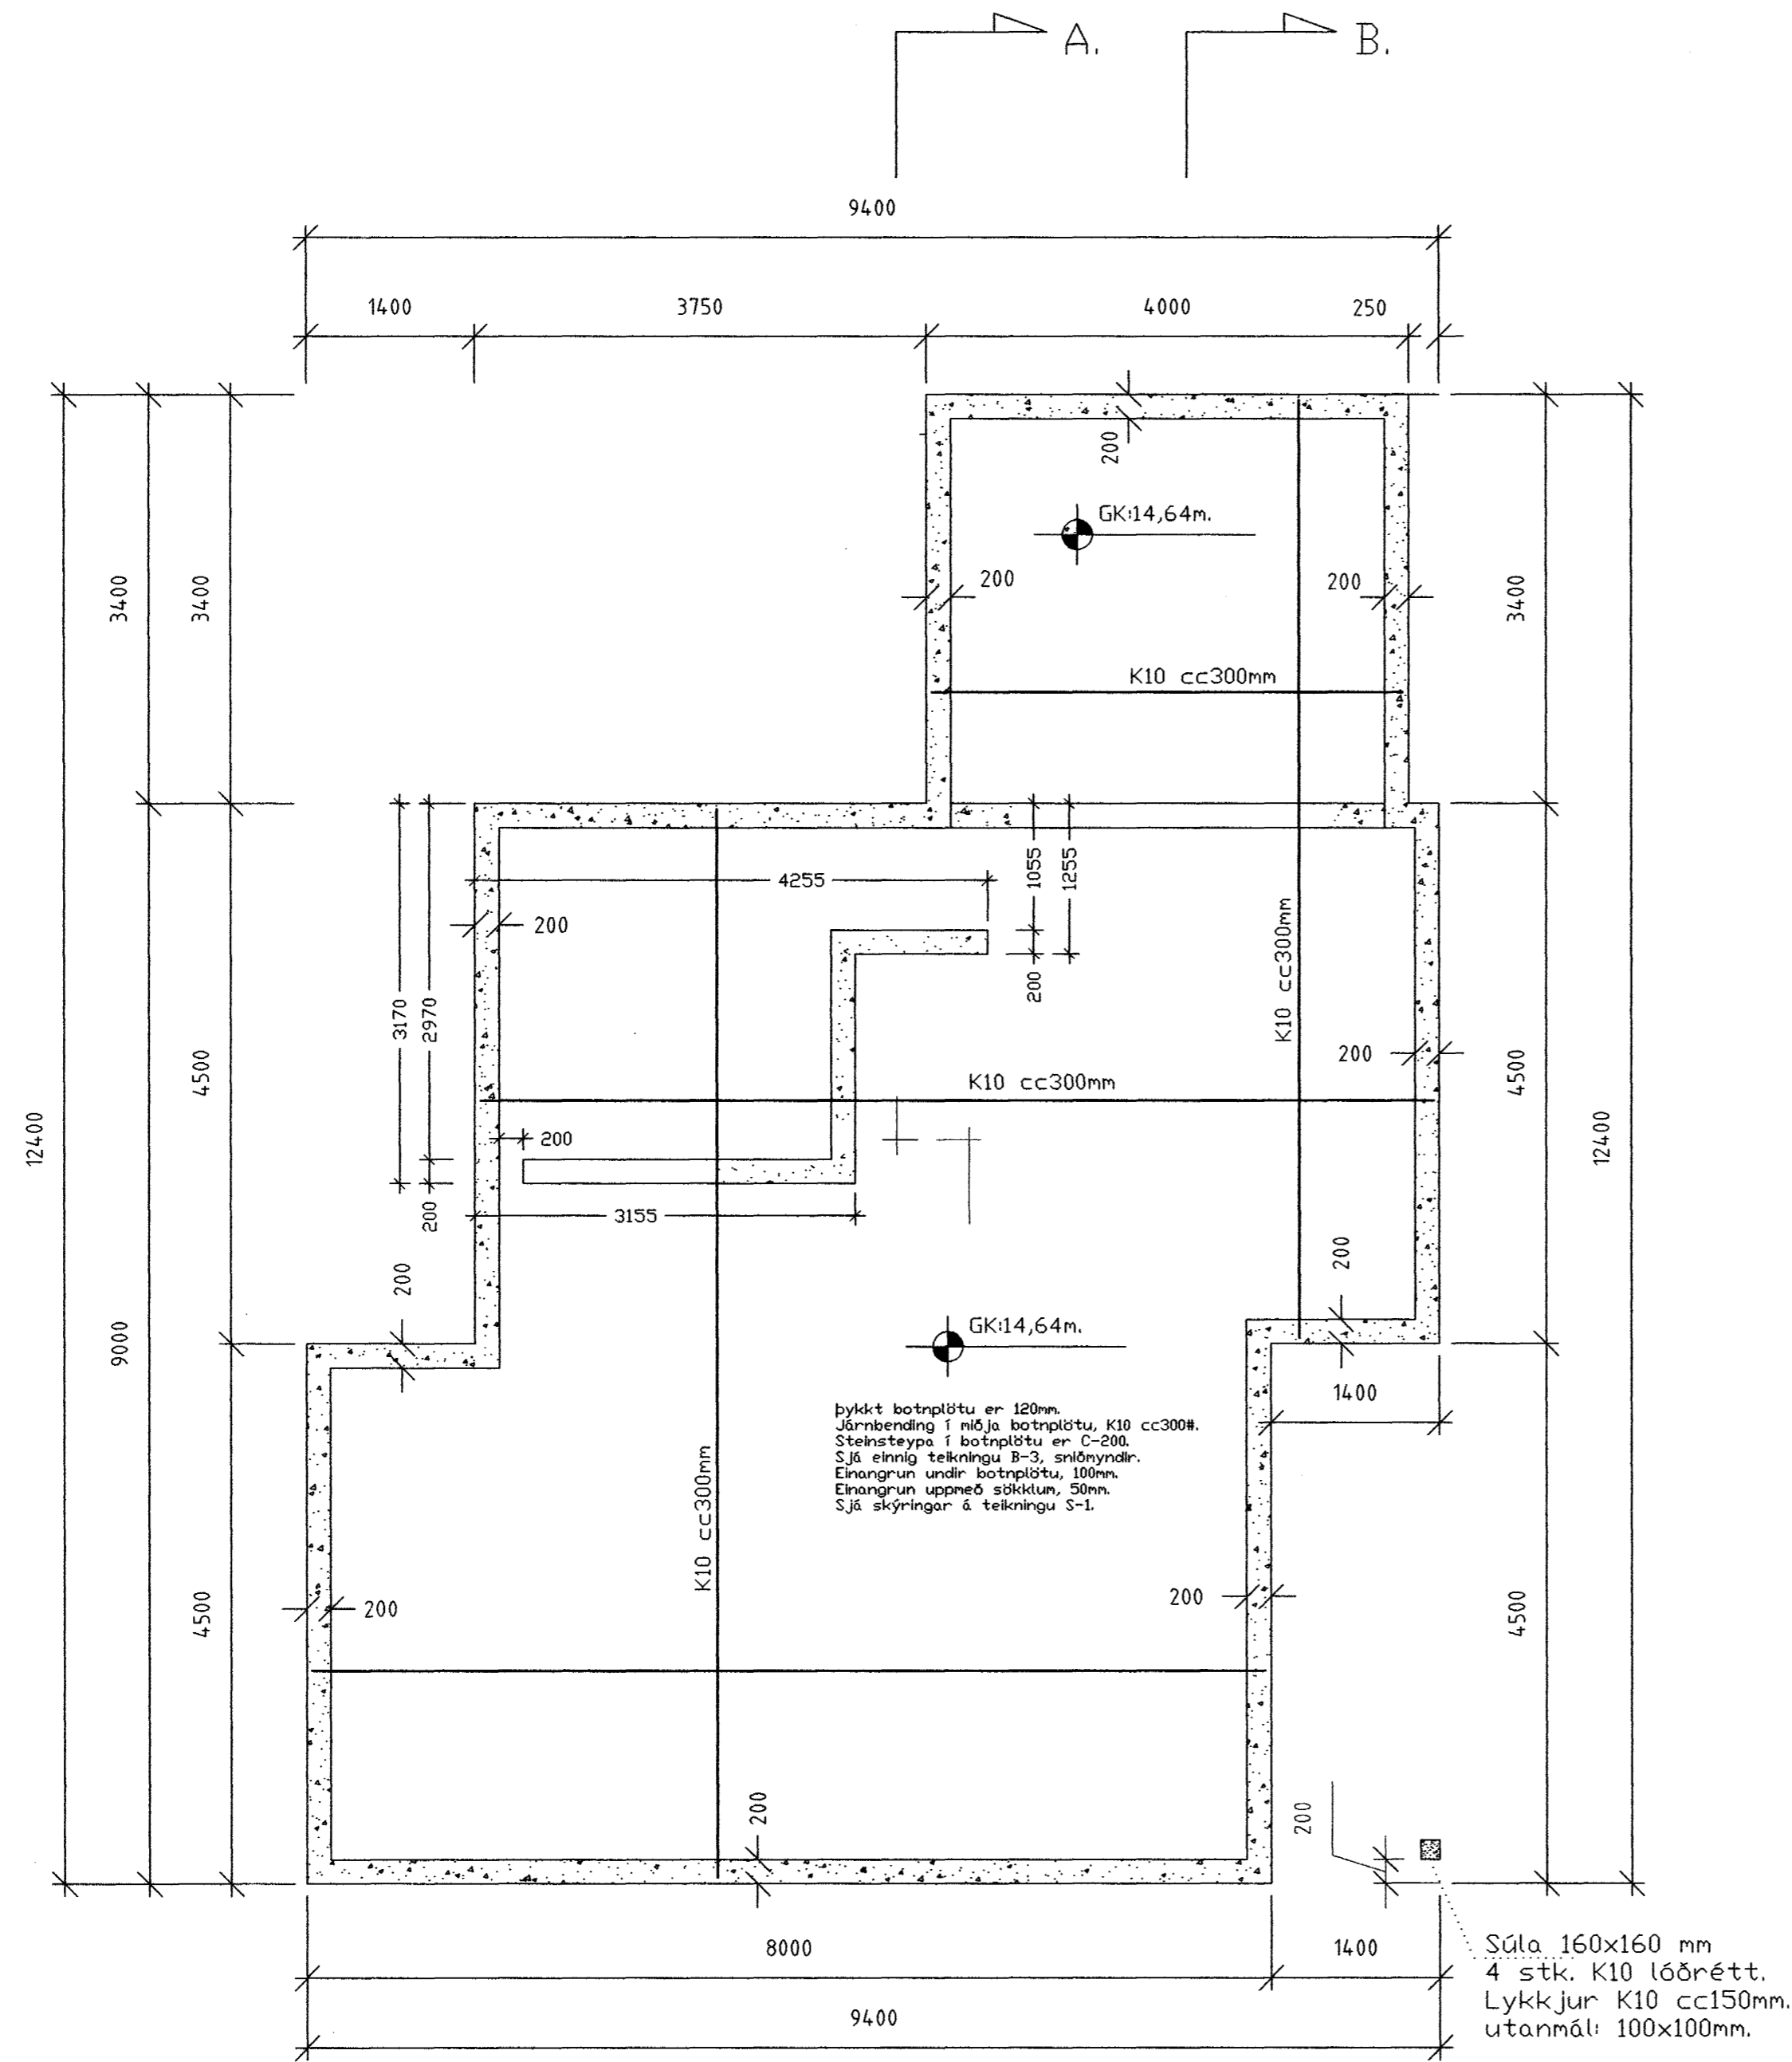 A.
B.
9400
1400
3750
4000
250
200
GK:14,64m.
200
200
3400
3400
3400
K10 cc300mm
4255
1055
1255
200
200
3170
2970
K10 cc300mm
200
4500
4500
K10 cc300mm
12400
12400
200
200
3155
200
200
9000
GK:14,64m.
1400
þykkt botnplötu er 120mm.
Járnbending í miðja botnplötu, K10 cc300#.
Steinsteypa í botnplötu er C-200.
Sjá einnig teikningu B-3, sniðmyndir.
Einangrun undir botnplötu, 100mm.
Einangrun uppmeð sökklum, 50mm.
Sjá skýringar á teikningu S-1.
K10 cc300mm
4500
200
200
4500
200
200
8000
1400
9400
Súla 160x160 mm
4 stk. K10 lóðrétt.
Lykkjur K10 cc150mm.
utanmál: 100x100mm.